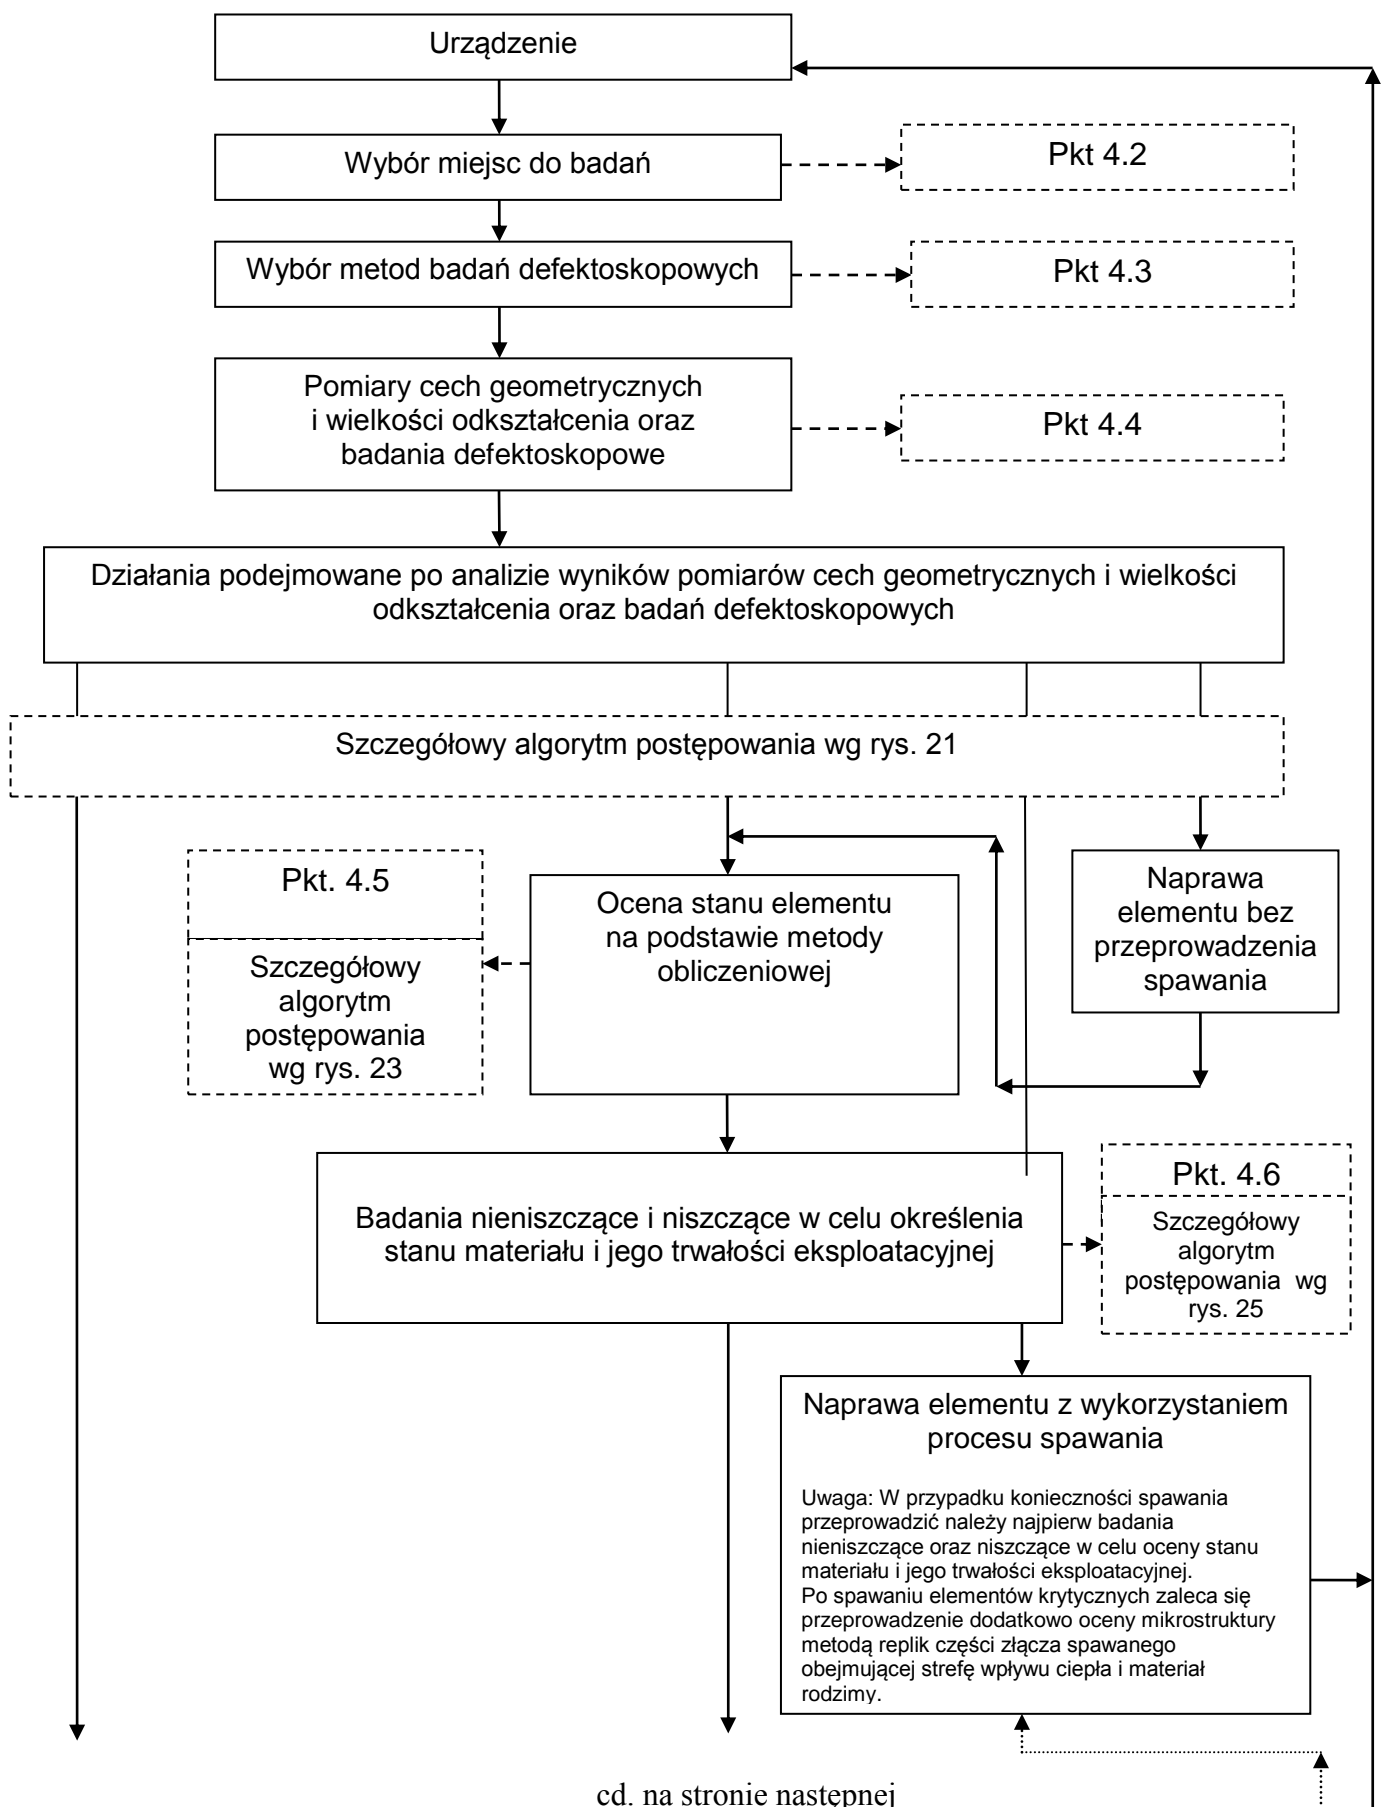 Urządzenie
Wybór miejsc do badań
Pkt 4.2
Wybór metod badań defektoskopowych
Pkt 4.3
Pomiary cech geometrycznych
i wielkości odkształcenia oraz
badania defektoskopowe
Pkt 4.4
Działania podejmowane po analizie wyników pomiarów cech geometrycznych i wielkości
odkształcenia oraz badań defektoskopowych
Szczegółowy algorytm postępowania wg rys. 21
Pkt. 4.5
Szczegółowy
algorytm
postępowania
wg rys. 23
Ocena stanu elementu
na podstawie metody
obliczeniowej
Naprawa
elementu bez
przeprowadzenia
spawania
Badania nieniszczące i niszczące w celu określenia
stanu materiału i jego trwałości eksploatacyjnej
Pkt. 4.6
Szczegółowy
algorytm
postępowania wg
rys. 25
Naprawa elementu z wykorzystaniem
procesu spawania
Uwaga: W przypadku konieczności spawania
przeprowadzić należy najpierw badania
nieniszczące oraz niszczące w celu oceny stanu
materiału i jego trwałości eksploatacyjnej.
Po spawaniu elementów krytycznych zaleca się
przeprowadzenie dodatkowo oceny mikrostruktury
metodą replik części złącza spawanego
obejmującej strefę wpływu ciepła i materiał
rodzimy.
cd. na stronie następnej